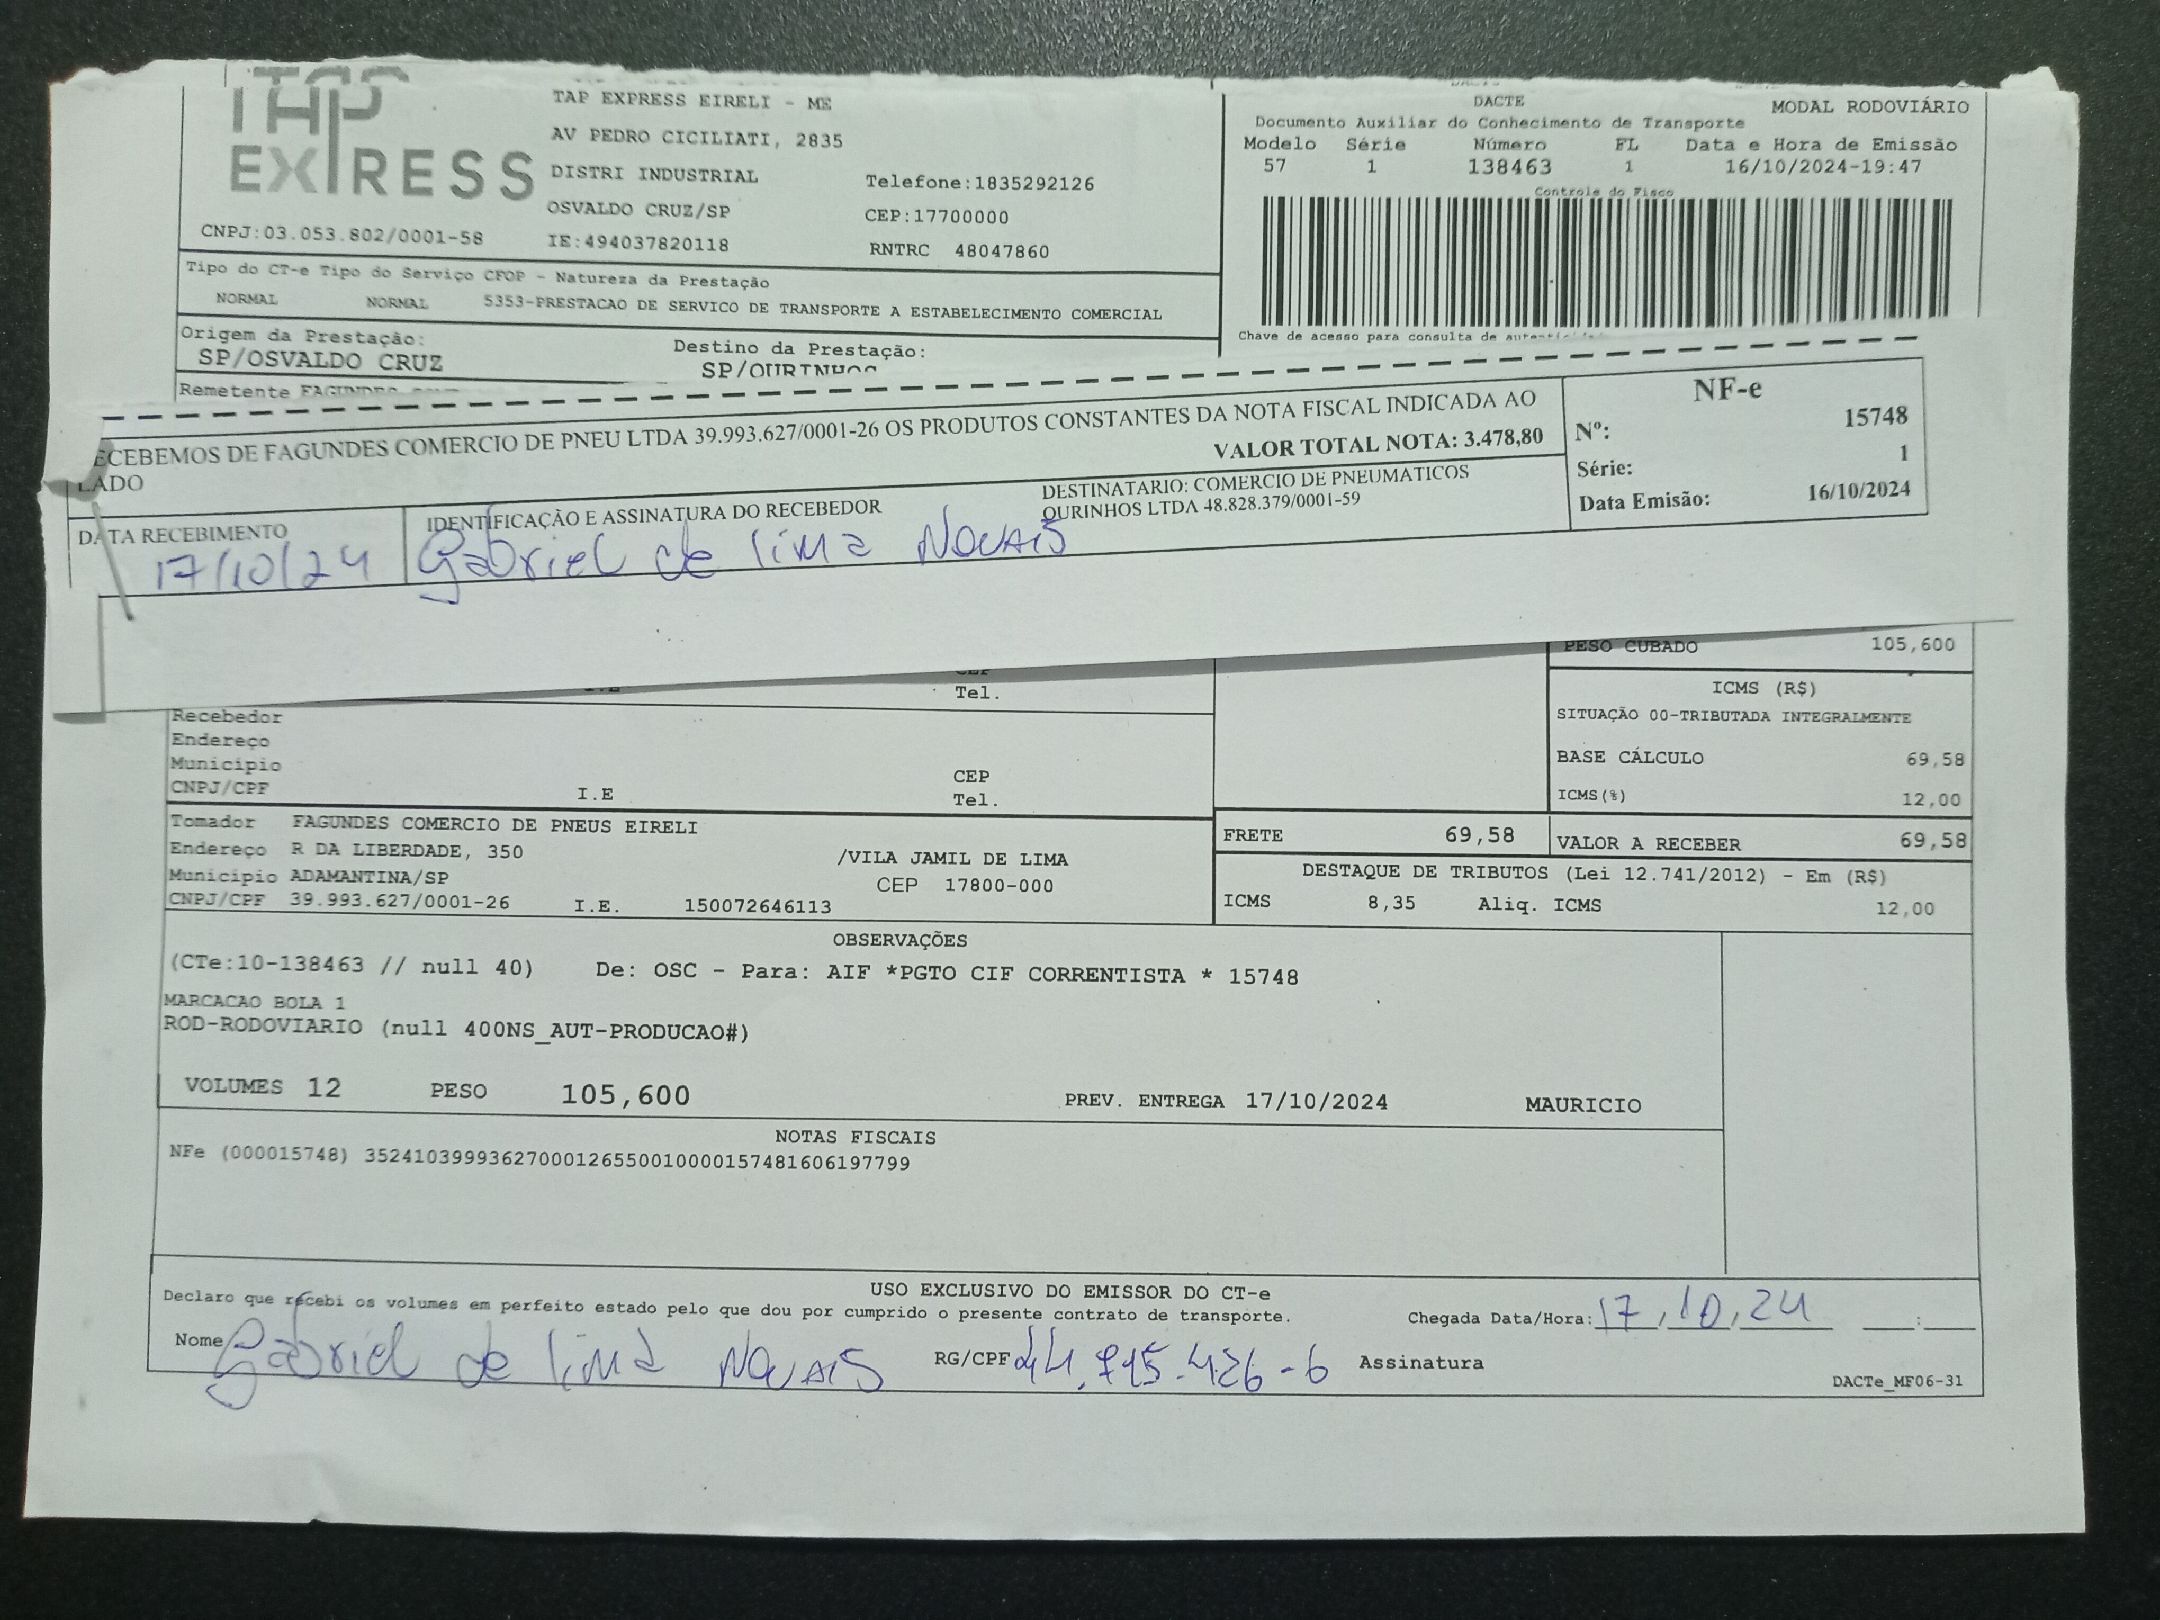 TAP EXPRESS
TAP EXPRESS EIRELI - ME
AV PEDRO CICILIATI, 2835
DISTRI INDUSTRIAL Telefone:1835292126
OSVALDO CRUZ/SP CEP:17700000
CNPJ:03.053.802/0001-58 IE:494037820118 RNTRC 48047860
DACTE MODAL RODOVIÁRIO
Documento Auxiliar do Conhecimento de Transporte
Modelo Série Número FL Data e Hora de Emissão
57 1 138463 1 16/10/2024-19:47
Controle do Fisco
Chave de acesso para consulta de
Tipo do CT-e Tipo do Serviço CFOP - Natureza da Prestação
NORMAL NORMAL 5353-PRESTACAO DE SERVICO DE TRANSPORTE A ESTABELECIMENTO COMERCIAL
Origem da Prestação: Destino da Prestação:
SP/OSVALDO CRUZ SP/OURINHOS
Remetente FAGUNDES
ECEBEMOS DE FAGUNDES COMERCIO DE PNEU LTDA 39.993.627/0001-26 OS PRODUTOS CONSTANTES DA NOTA FISCAL INDICADA AO
LADO VALOR TOTAL NOTA: 3.478,80
DATA RECEBIMENTO IDENTIFICAÇÃO E ASSINATURA DO RECEBEDOR DESTINATÁRIO: COMERCIO DE PNEUMATICOS
OURINHOS LTDA 48.828.379/0001-59
17/10/24 Gabriel de lima Novais
NF-e
Nº: 15748
Série: 1
Data Emissão: 16/10/2024
PESO CUBADO 105,600
Tel.
ICMS (R$)
SITUAÇÃO 00-TRIBUTADA INTEGRALMENTE
BASE CÁLCULO 69,58
ICMS(%) 12,00
Recebedor
Endereço
Município CEP
CNPJ/CPF I.E Tel.
FRETE 69,58 VALOR A RECEBER 69,58
DESTAQUE DE TRIBUTOS (Lei 12.741/2012) - Em (R$)
ICMS 8,35 Aliq. ICMS 12,00
Tomador FAGUNDES COMERCIO DE PNEUS EIRELI
Endereço R DA LIBERDADE, 350 /VILA JAMIL DE LIMA
Município ADAMANTINA/SP CEP 17800-000
CNPJ/CPF 39.993.627/0001-26 I.E. 150072646113
OBSERVAÇÕES
(CTe:10-138463 // null 40) De: OSC - Para: AIF *PGTO CIF CORRENTISTA * 15748
MARCACAO BOLA 1
ROD-RODOVIARIO (null 400NS_AUT-PRODUCAO#)
VOLUMES 12 PESO 105,600 PREV. ENTREGA 17/10/2024 MAURICIO
NOTAS FISCAIS
NFe (000015748) 35241039993627000126550010000157481606197799
USO EXCLUSIVO DO EMISSOR DO CT-e
Declaro que recebi os volumes em perfeito estado pelo que dou por cumprido o presente contrato de transporte. Chegada Data/Hora: 17,10,24 :
Nome Gabriel de lima Novais RG/CPF Assinatura
DACTe_MF06-31